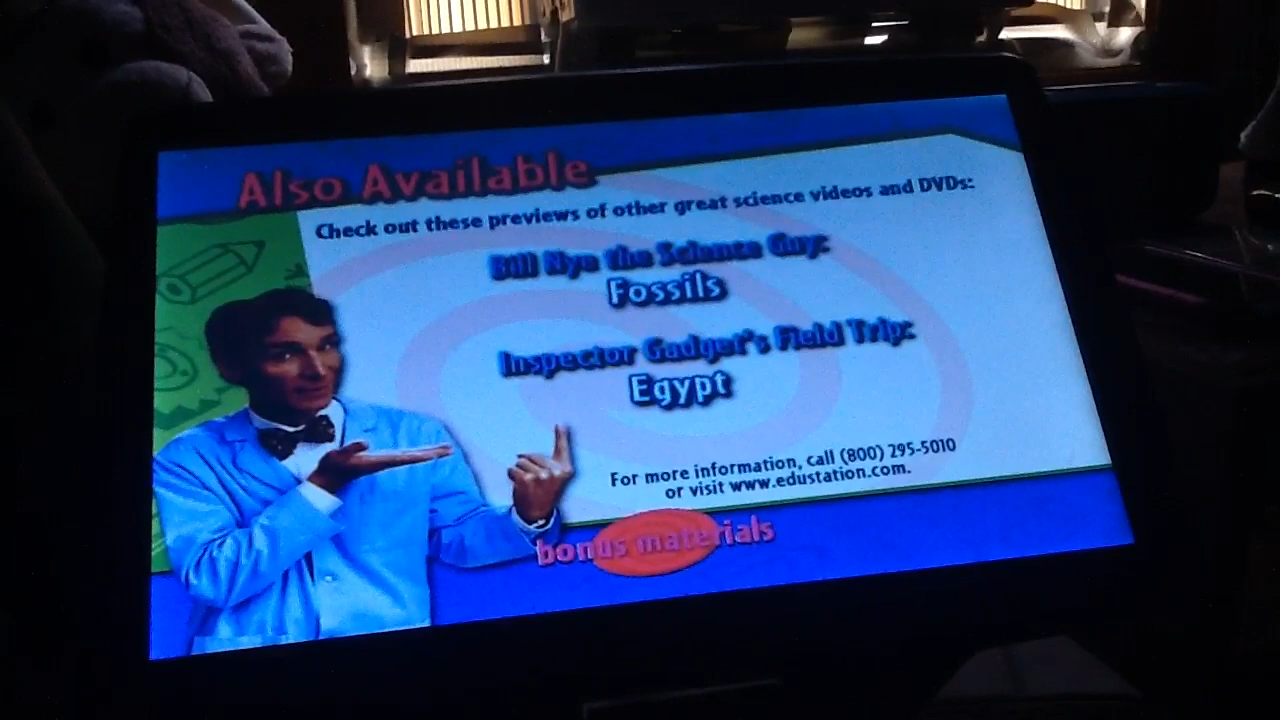 Also Available
Check out these previews of other great science videos and DVDs:
Bill Nye the Science Guy:
Fossils
Inspector Gadget's Field Trip:
Egypt
For more information, call (800) 295-5010
or visit www.edustation.com.
bonus materials